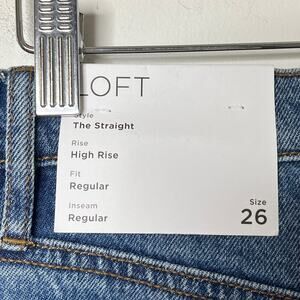 LOFT
Style
The Straight
Rise
High Rise
Fit
Regular
Inseam
Regular
Size
26